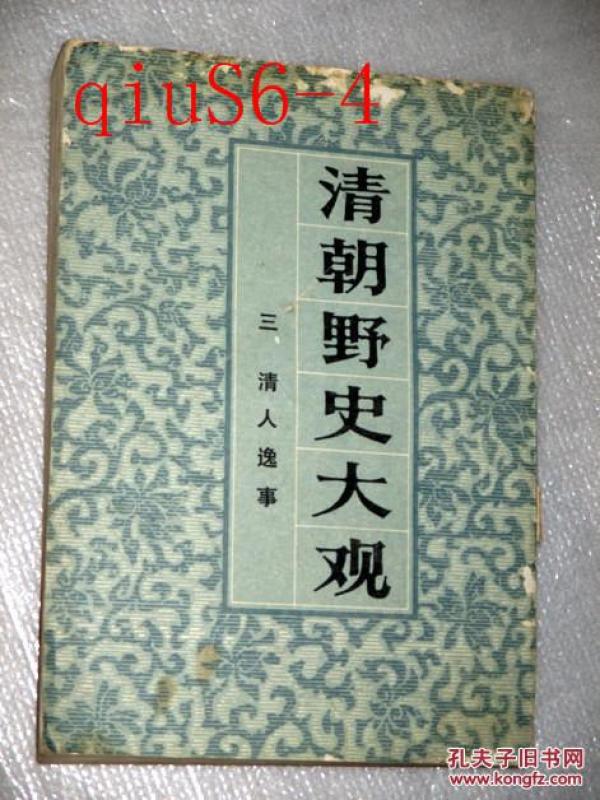 qiuS6-4
清朝野史大观
三 清人逸事
孔夫子旧书网
www.kongfz.com